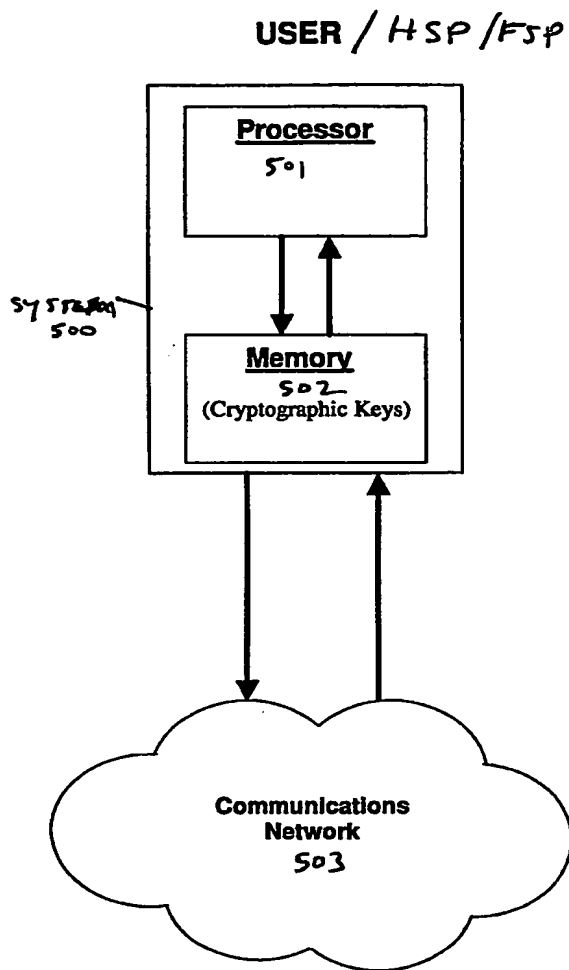 USER / HSP / FSP
Processor
501
system
500
Memory
502
(Cryptographic Keys)
Communications
Network
503